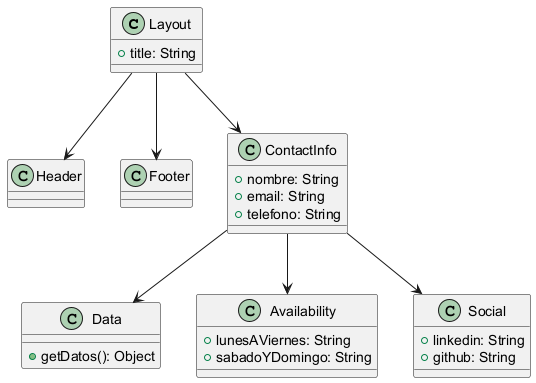 C Layout
title: String
C Header
C Footer
C ContactInfo
nombre: String
email: String
telefono: String
C Data
getDatos(): Object
C Availability
lunesAViernes: String
sabadoYDomingo: String
C Social
linkedin: String
github: String